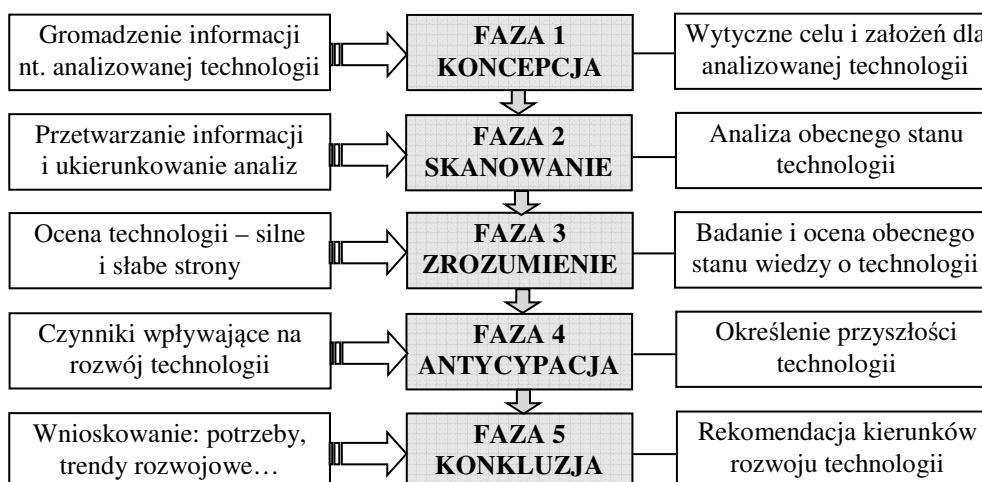 Gromadzenie informacji
nt. analizowanej technologii
FAZA 1
KONCEPCJA
Wytyczne celu i założeń dla
analizowanej technologii
Przetwarzanie informacji
i ukierunkowanie analiz
FAZA 2
SKANOWANIE
Analiza obecnego stanu
technologii
Ocena technologii – silne
i słabe strony
FAZA 3
ZROZUMIENIE
Badanie i ocena obecnego
stanu wiedzy o technologii
Czynniki wpływające na
rozwój technologii
FAZA 4
ANTYCYPACJA
Określenie przyszłości
technologii
Wnioskowanie: potrzeby,
trendy rozwojowe…
FAZA 5
KONKLUZJA
Rekomendacja kierunków
rozwoju technologii